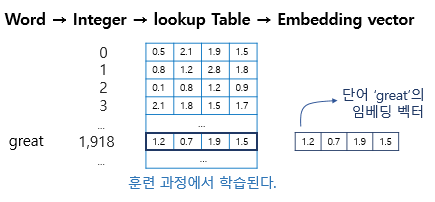 Word → Integer → lookup Table → Embedding vector
0 0.5 2.1 1.9 1.5
1 0.8 1.2 2.8 1.8
2 0.1 0.8 1.2 0.9
3 2.1 1.8 1.5 1.7
... ...
great 1,918 1.2 0.7 1.9 1.5
... ...
훈련 과정에서 학습된다.
단어 ‘great’의
임베딩 벡터
1.2 0.7 1.9 1.5